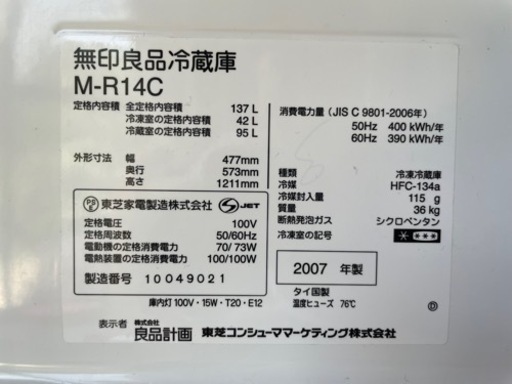 無印良品冷蔵庫
M-R14C
定格内容積 全定格内容積 137 L
冷凍室の定格内容積 42 L
冷蔵室の定格内容積 95 L
外形寸法 幅 477mm
奥行 573mm
高さ 1211mm
PS E 東芝家電製造株式会社 S JET
定格電圧 100V
定格周波数 50/60Hz
電動機の定格消費電力 70/ 73W
電熱装置の定格消費電力 100/100W
製造番号 10049021
消費電力量 (JIS C 9801-2006年)
50Hz 400 kWh/年
60Hz 390 kWh/年
種類 冷凍冷蔵庫
冷媒 HFC-134a
冷媒封入量 115 g
質量 36 kg
断熱発泡ガス シクロペンタン
冷凍室の記号 ＊＊＊＊
2007 年製
タイ国製
温度ヒューズ 76℃
庫内灯 100V・15W・T20・E12
D
表示者 株式会社 良品計画 東芝コンシューママーケティング株式会社